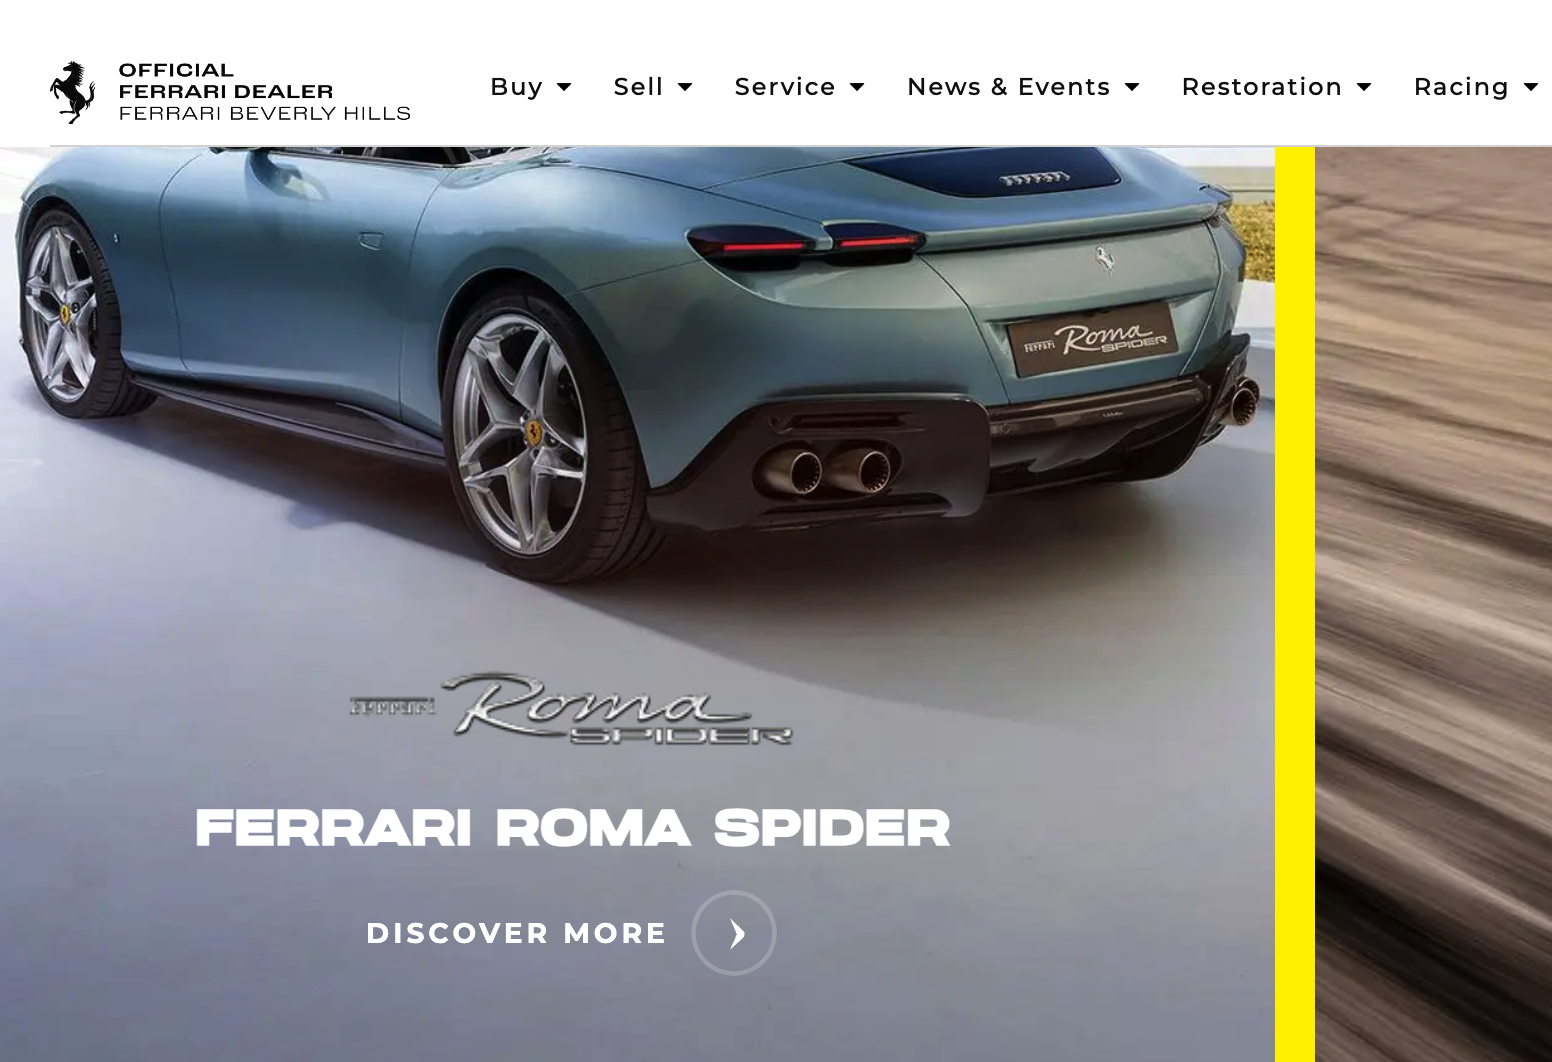 OFFICIAL
FERRARI DEALER
FERRARI BEVERLY HILLS
Buy
Sell
Service
News & Events
Restoration
Racing
Ferrari
Ferrari Roma
SPIDER
Ferrari Roma
SPIDER
FERRARI ROMA SPIDER
DISCOVER MORE